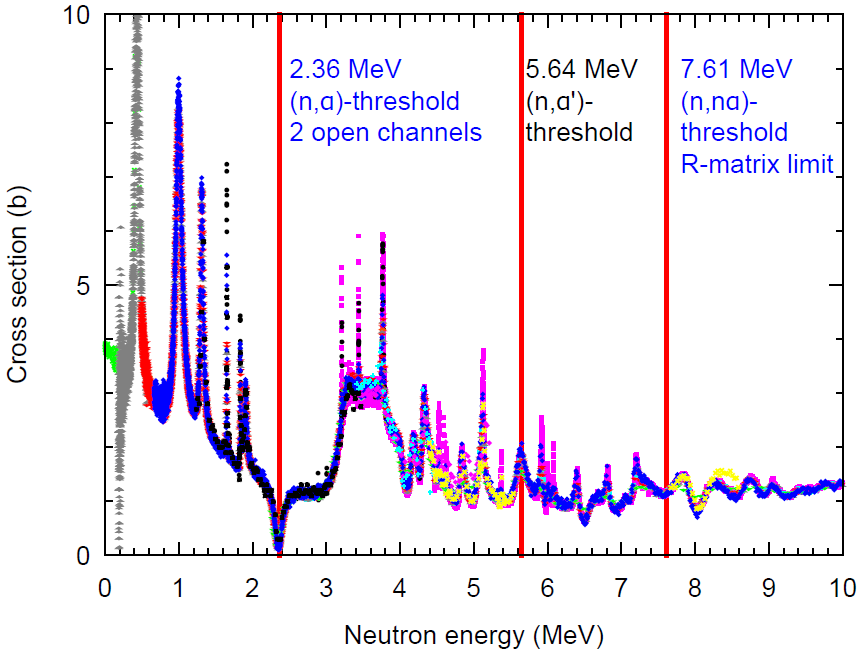 10
5
0
Cross section (b)
2.36 MeV
(n,α)-threshold
2 open channels
5.64 MeV
(n,α')-
threshold
7.61 MeV
(n,nα)-
threshold
R-matrix limit
0 1 2 3 4 5 6 7 8 9 10
Neutron energy (MeV)